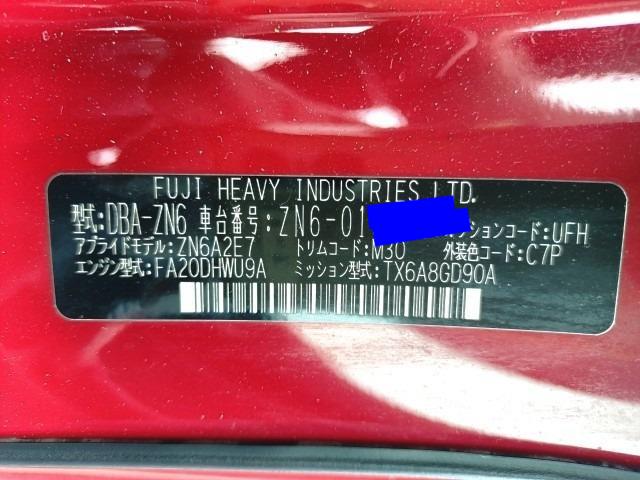 FUJI HEAVY INDUSTRIES LTD.
型式:DBA-ZN6 車台番号:ZN6-01 ションコード:UFH
アプライドモデル:ZN6A2E7 トリムコード:M30 外装色コード:C7P
エンジン型式:FA20DHWU9A ミッション型式:TX6A8GD90A